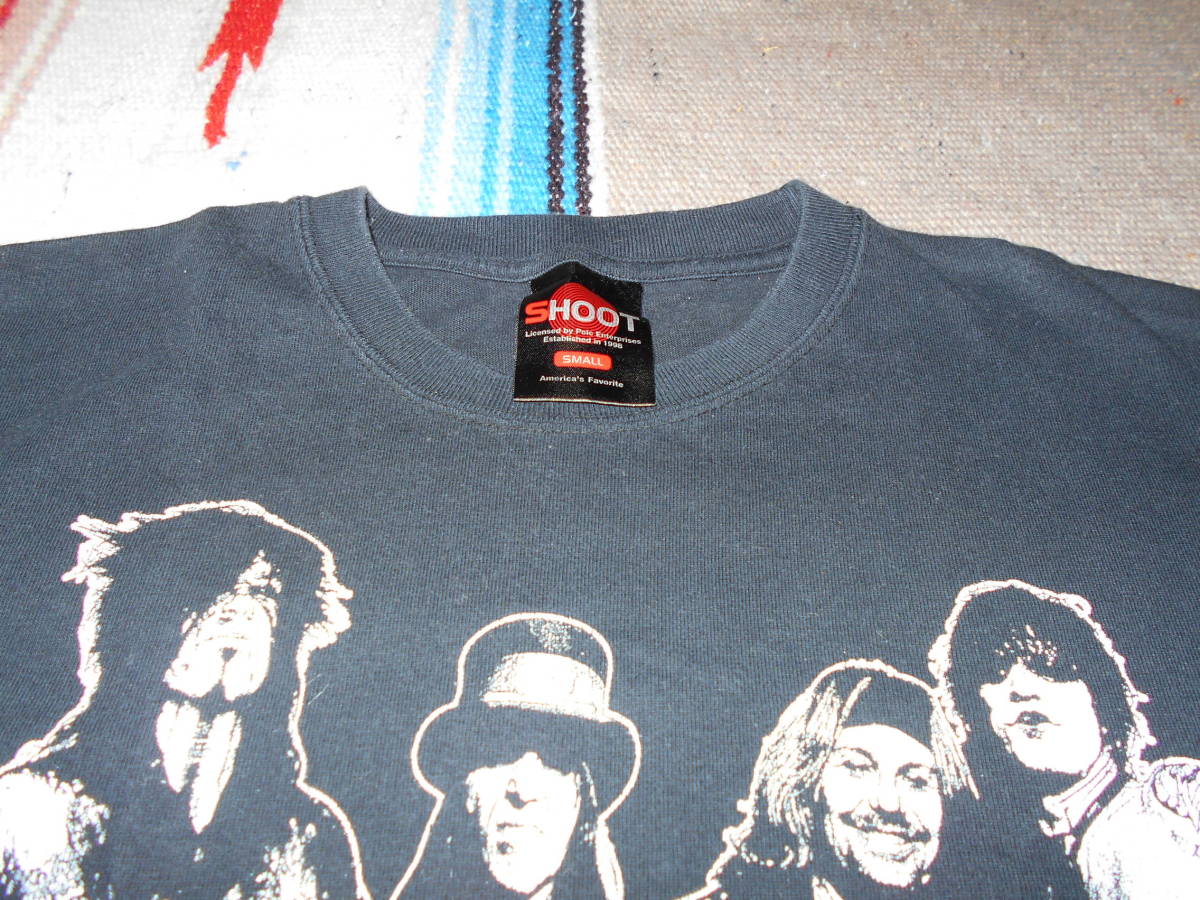 SHOOT
Licensed by Pole Enterprises
Established in 1998
SMALL
America's Favorite